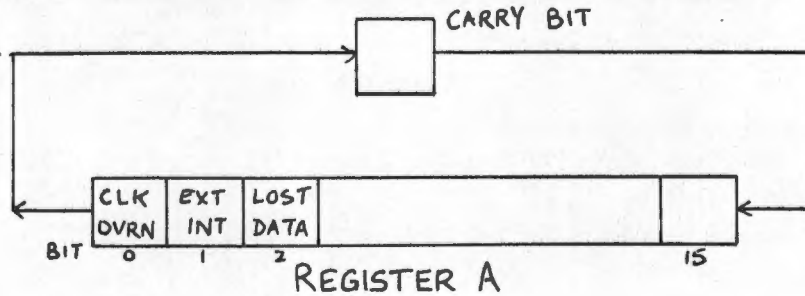 CARRY BIT
CLK OVRN
EXT INT
LOST DATA
BIT 0 1 2 15
REGISTER A